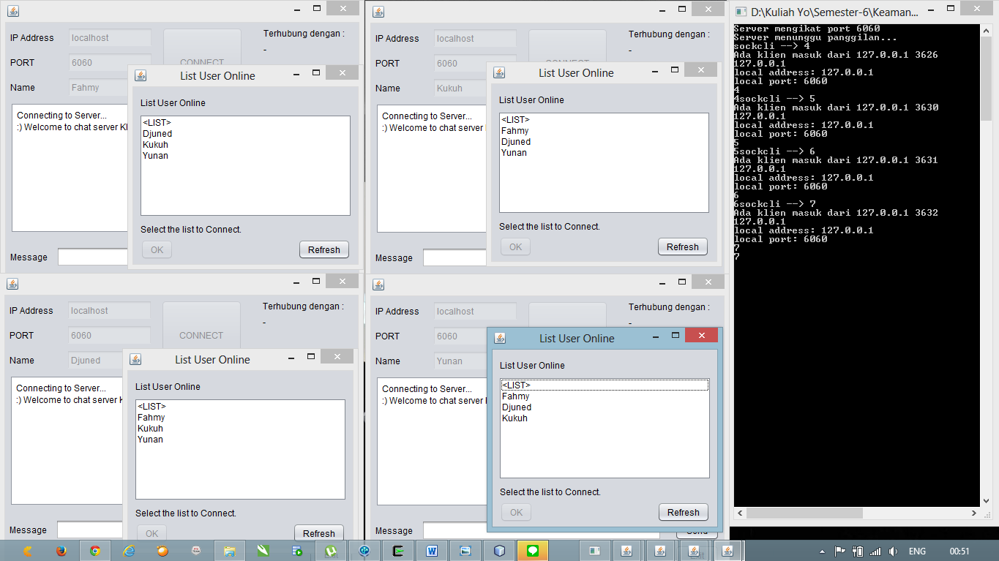 IP Address localhost
Terhubung dengan :
-
PORT 6060
CONNECT
Name Fahmy
Connecting to Server...
:) Welcome to chat server
Message
List User Online
List User Online
<LIST>
Djuned
Kukuh
Yunan
Select the list to Connect.
OK Refresh
IP Address localhost
Terhubung dengan :
-
PORT 6060
Name Kukuh
Connecting to Server...
:) Welcome to chat server
Message
List User Online
List User Online
<LIST>
Fahmy
Djuned
Yunan
Select the list to Connect.
OK Refresh
IP Address localhost
Terhubung dengan :
-
PORT 6060
CONNECT
Name Djuned
Connecting to Server...
:) Welcome to chat server
Message
List User Online
List User Online
<LIST>
Fahmy
Kukuh
Yunan
Select the list to Connect.
OK Refresh
IP Address localhost
Terhubung dengan :
-
PORT 6060
Name Yunan
Connecting to Server...
:) Welcome to chat server
Message
List User Online
List User Online
<LIST>
Fahmy
Djuned
Kukuh
Select the list to Connect.
OK Refresh
Send
D:\Kuliah Yo\Semester-6\Keaman...
Server mengikat port 6060
Server menunggu panggilan...
sockcli --> 4
Ada klien masuk dari 127.0.0.1 3626
127.0.0.1
local address: 127.0.0.1
local port: 6060
4
4sockcli --> 5
Ada klien masuk dari 127.0.0.1 3630
127.0.0.1
local address: 127.0.0.1
local port: 6060
5
5sockcli --> 6
Ada klien masuk dari 127.0.0.1 3631
127.0.0.1
local address: 127.0.0.1
local port: 6060
6
6sockcli --> 7
Ada klien masuk dari 127.0.0.1 3632
127.0.0.1
local address: 127.0.0.1
local port: 6060
7
7
ENG 00:51